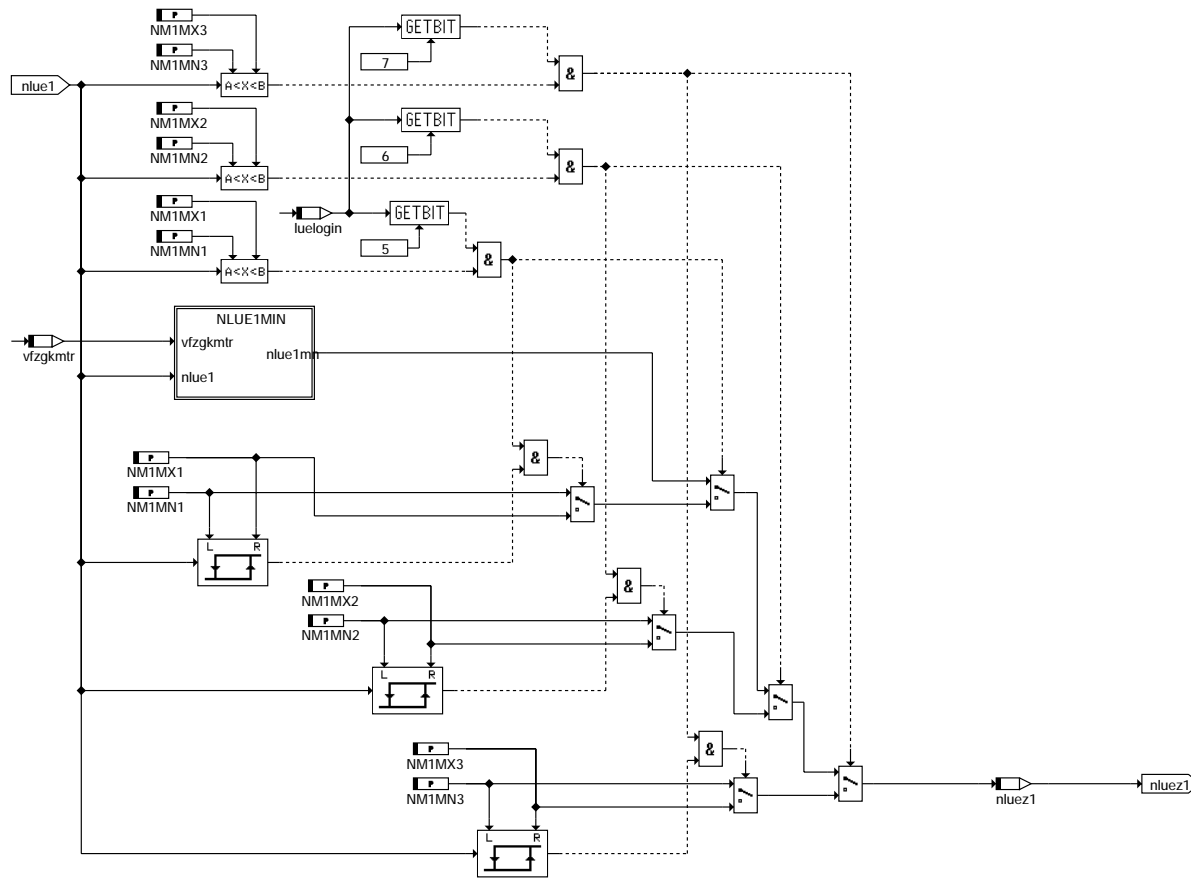 P
NM1MX3
P
NM1MN3
nlue1
A<X<B
GETBIT
7
&
P
NM1MX2
P
NM1MN2
A<X<B
GETBIT
6
&
P
NM1MX1
P
NM1MN1
A<X<B
luelogin
GETBIT
5
&
NLUE1MIN
vfzgkmtr
vfzgkmtr
nlue1mn
nlue1
&
P
NM1MX1
P
NM1MN1
L R
&
P
NM1MX2
P
NM1MN2
L R
&
P
NM1MX3
P
NM1MN3
L R
nluez1
nluez1